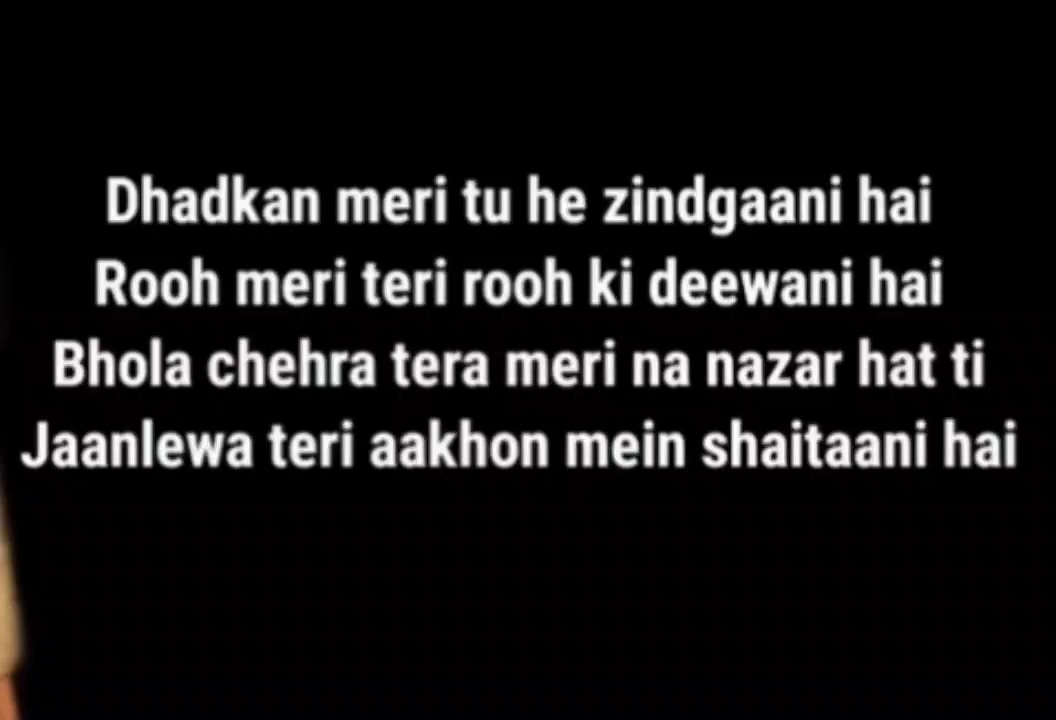 Dhadkan meri tu he zindgaani hai
Rooh meri teri rooh ki deewani hai
Bhola chehra tera meri na nazar hat ti
Jaanlewa teri aakhon mein shaitaani hai